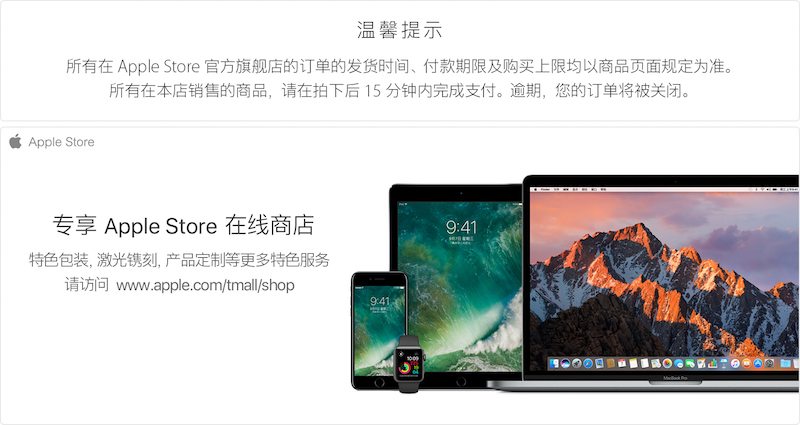 温馨提示
所有在 Apple Store 官方旗舰店的订单的发货时间、付款期限及购买上限均以商品页面规定为准。
所有在本店销售的商品，请在拍下后 15 分钟内完成支付。逾期，您的订单将被关闭。
Apple Store
专享 Apple Store 在线商店
特色包装, 激光镌刻, 产品定制等更多特色服务
请访问 www.apple.com/tmall/shop
9:41
9:41
10:09
MacBook Pro